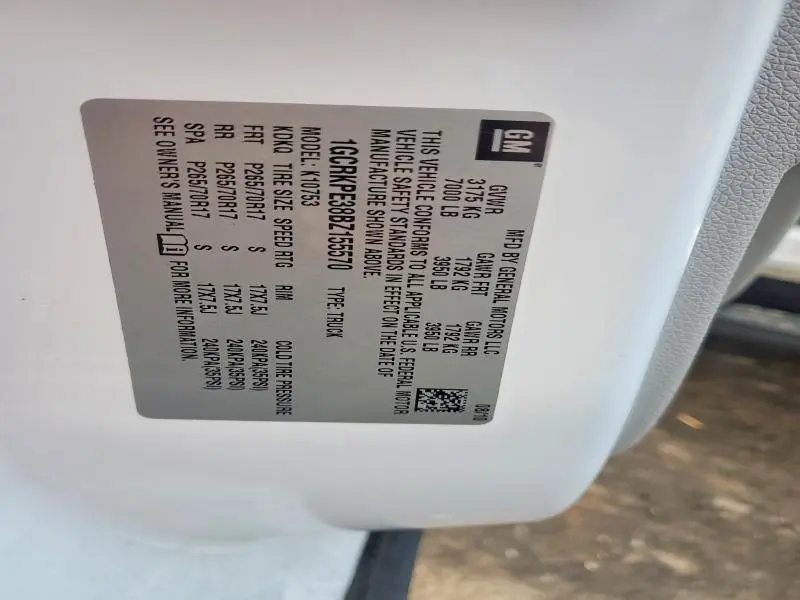 GM
MFD BY GENERAL MOTORS LLC 08/10
GVWR GAWR FRT GAWR RR
3175 KG 1792 KG 1792 KG
7000 LB 3950 LB 3950 LB
THIS VEHICLE CONFORMS TO ALL APPLICABLE U.S. FEDERAL MOTOR
VEHICLE SAFETY STANDARDS IN EFFECT ON THE DATE OF
MANUFACTURE SHOWN ABOVE.
1GCRKPE38BZ155570 TYPE: TRUCK
MODEL: K10753
KDKQ TIRE SIZE SPEED RTG RIM COLD TIRE PRESSURE
FRT P265/70R17 S 17X7.5J 240KPA(35PSI)
RR P265/70R17 S 17X7.5J 240KPA(35PSI)
SPA P265/70R17 S 17X7.5J 240KPA(35PSI)
SEE OWNER'S MANUAL FOR MORE INFORMATION.